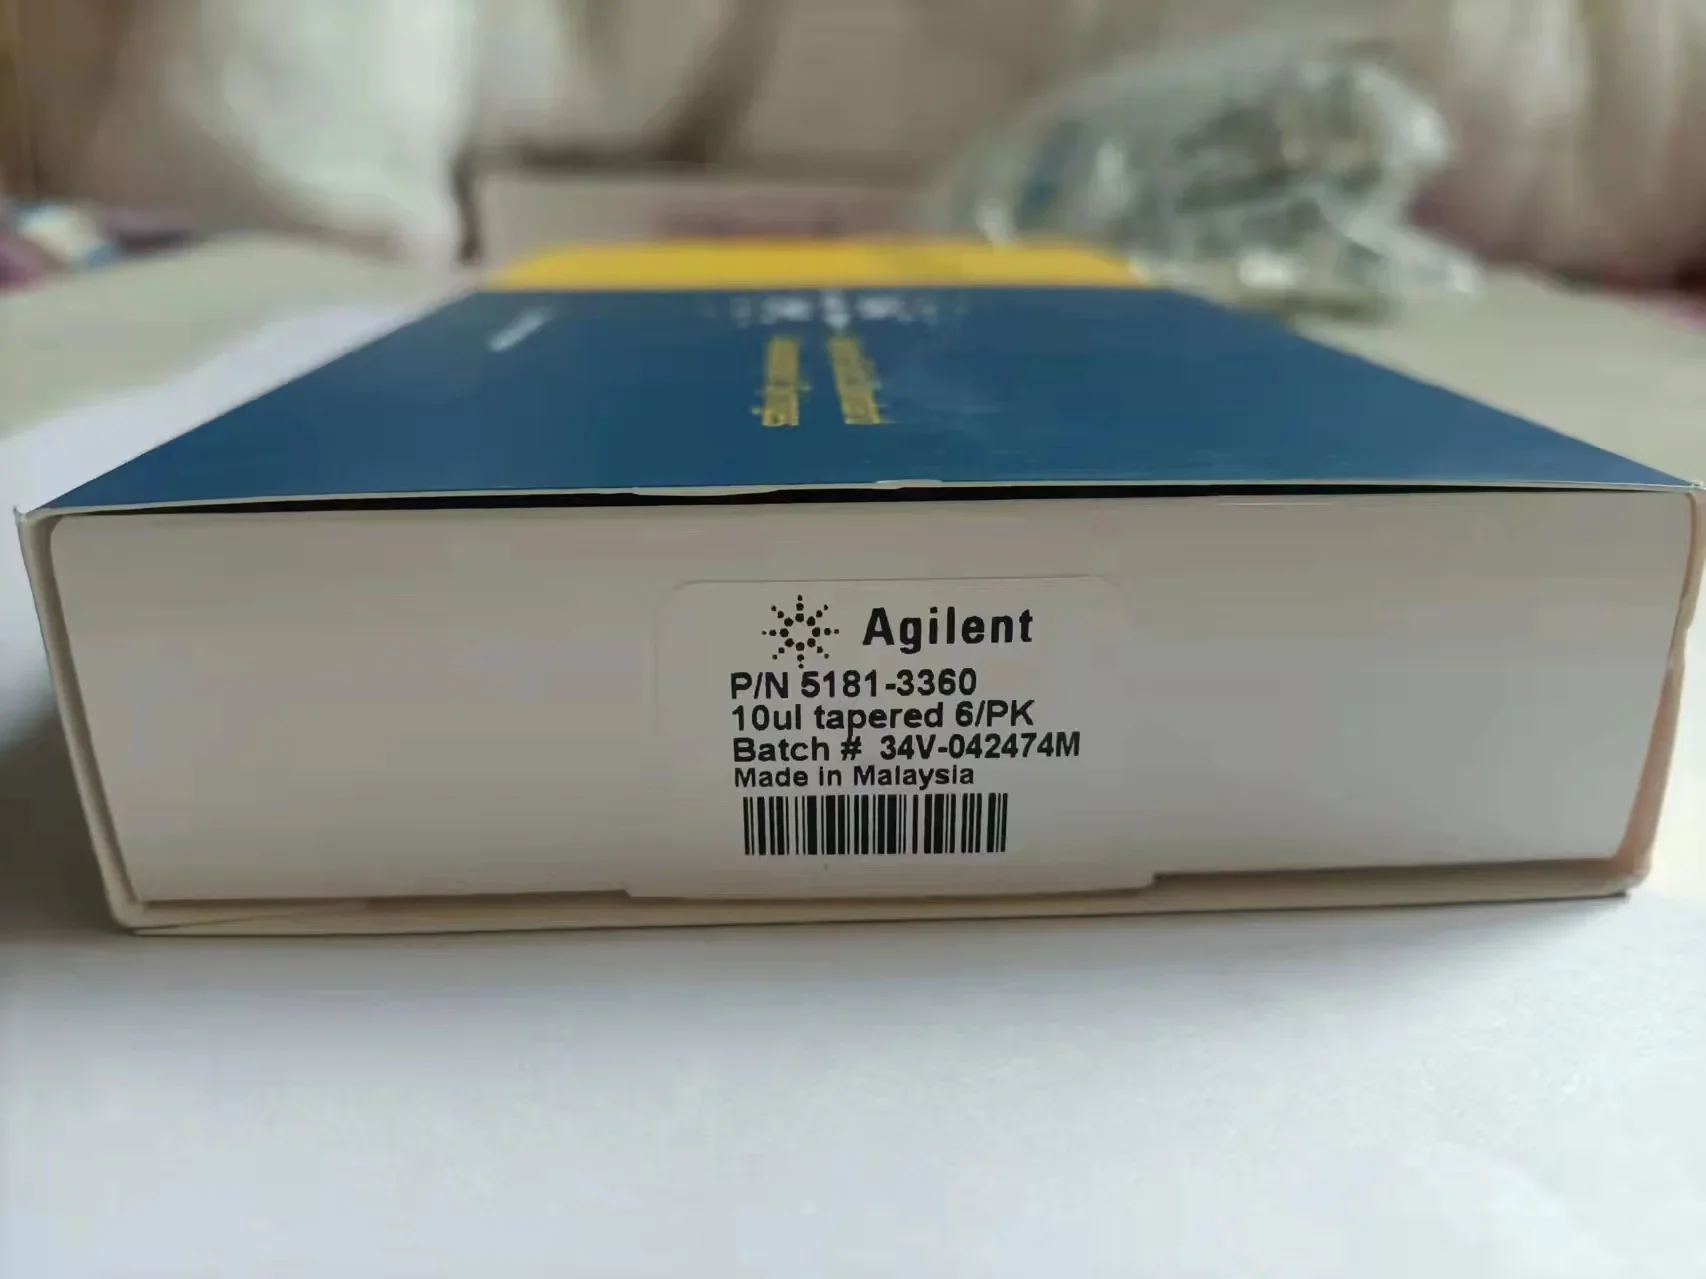 Agilent
P/N 5181-3360
10ul tapered 6/PK
Batch # 34V-042474M
Made in Malaysia